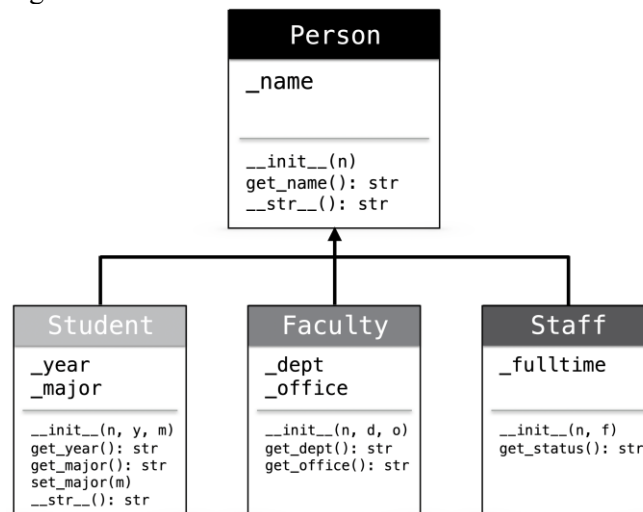 Person
_name
__init__(n)
get_name(): str
__str__(): str
Student
_year
_major
__init__(n, y, m)
get_year(): str
get_major(): str
set_major(m)
__str__(): str
Faculty
_dept
_office
__init__(n, d, o)
get_dept(): str
get_office(): str
Staff
_fulltime
__init__(n, f)
get_status(): str